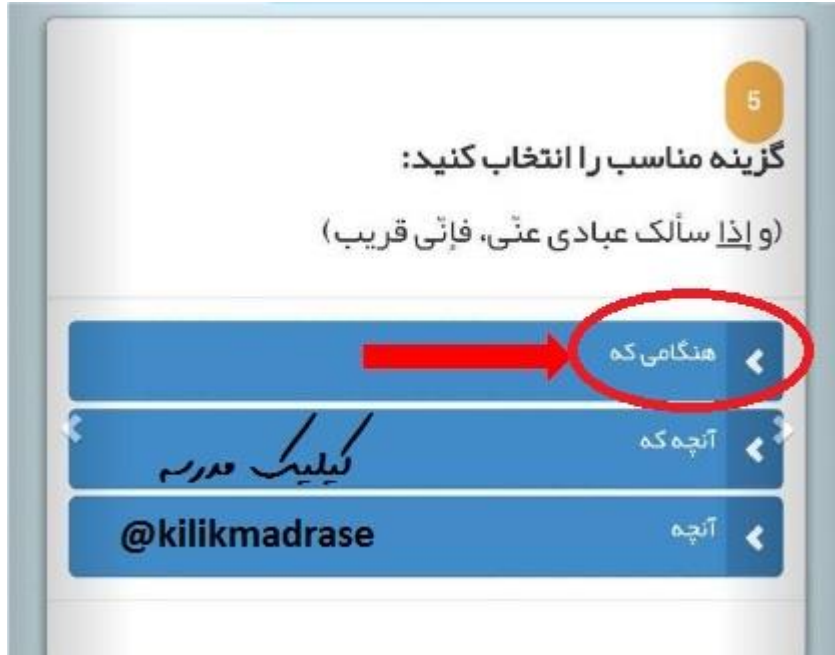 5
گزینه مناسب را انتخاب کنید:
(و إذا سألک عبادی عنّی، فإنّی قریب)
هنگامی که
آنچه که
کیلیک مدرسه
آنچه
@kilikmadrase